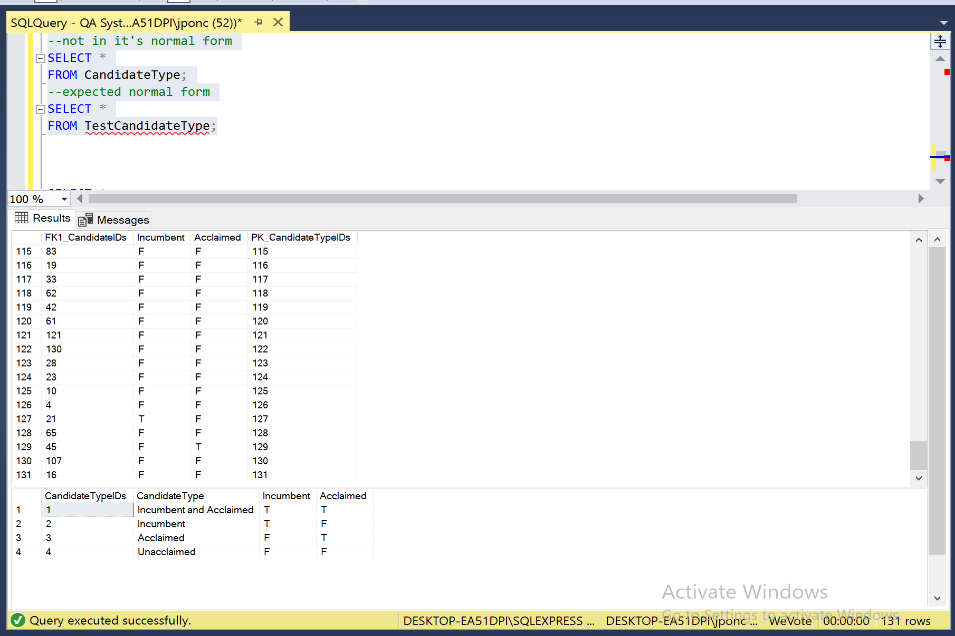 SQLQuery - QA Syst...A51DPI\jponc (52))*
--not in it's normal form
SELECT *
FROM CandidateType;
--expected normal form
SELECT *
FROM TestCandidateType;
100 %
Results Messages
FK1_CandidateIDs Incumbent Acclaimed PK_CandidateTypeIDs
115 83 F F 115
116 19 F F 116
117 33 F F 117
118 62 F F 118
119 42 F F 119
120 61 F F 120
121 121 F F 121
122 130 F F 122
123 28 F F 123
124 23 F F 124
125 10 F F 125
126 4 F F 126
127 21 T F 127
128 65 F F 128
129 45 F T 129
130 107 F F 130
131 16 F F 131
CandidateTypeIDs CandidateType Incumbent Acclaimed
1 1 Incumbent and Acclaimed T T
2 2 Incumbent T F
3 3 Acclaimed F T
4 4 Unacclaimed F F
Activate Windows
Go to Settings to activate Windows.
Query executed successfully. DESKTOP-EA51DPI\SQLEXPRESS ... DESKTOP-EA51DPI\jponc ... WeVote 00:00:00 131 rows